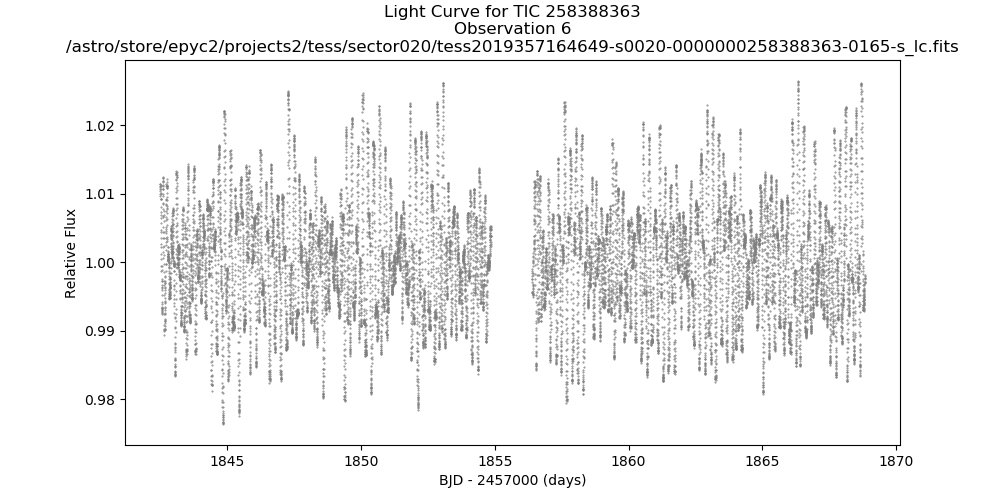 Light Curve for TIC 258388363
Observation 6
/astro/store/epyc2/projects2/tess/sector020/tess2019357164649-s0020-0000000258388363-0165-s_lc.fits
1.02
1.01
1.00
0.99
0.98
Relative Flux
1845
1850
1855
1860
1865
1870
BJD - 2457000 (days)